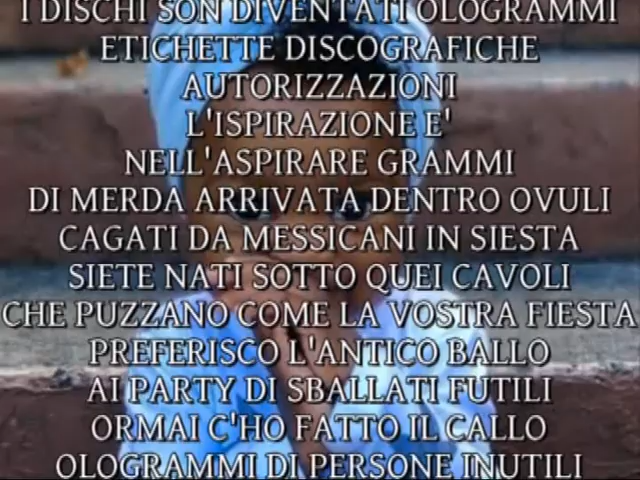 I DISCHI SON DIVENTATI OLOGRAMMI
ETICHETTE DISCOGRAFICHE
AUTORIZZAZIONI
L'ISPIRAZIONE E'
NELL'ASPIRARE GRAMMI
DI MERDA ARRIVATA DENTRO OVULI
CAGATI DA MESSICANI IN SIESTA
SIETE NATI SOTTO QUEI CAVOLI
CHE PUZZANO COME LA VOSTRA FIESTA
PREFERISCO L'ANTICO BALLO
AI PARTY DI SBALLATI FUTILI
ORMAI C'HO FATTO IL CALLO
OLOGRAMMI DI PERSONE INUTILI